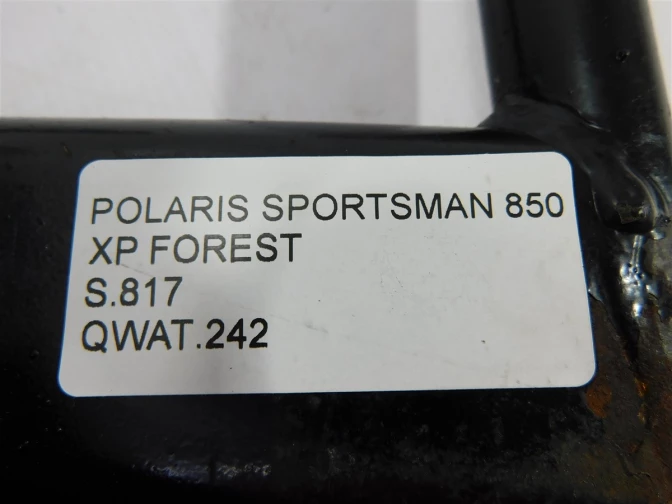 POLARIS SPORTSMAN 850
XP FOREST
S.817
QWAT.242